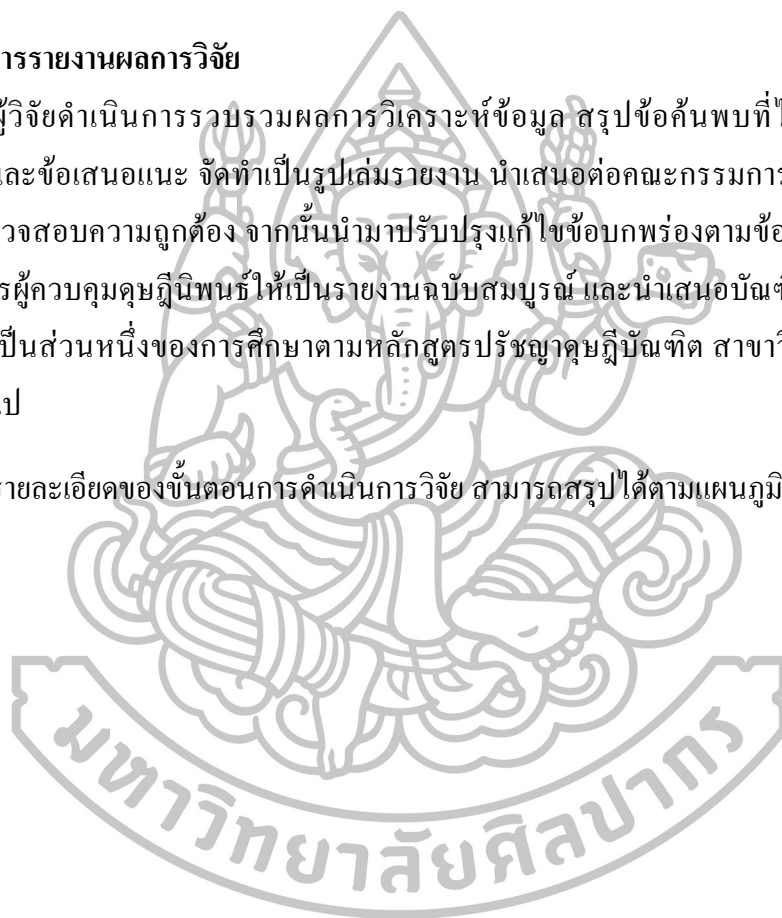 การรายงานผลการวิจัย
ผู้วิจัยดำเนินการรวบรวมผลการวิเคราะห์ข้อมูล สรุปข้อค้นพบที่
และข้อเสนอแนะ จัดทำเป็นรูปเล่มรายงาน นำเสนอต่อคณะกรรมการ
วจสอบความถูกต้อง จากนั้นนำมาปรับปรุงแก้ไขข้อบกพร่องตามข้อ
รผู้ควบคุมดุษฎีนิพนธ์ให้เป็นรายงานฉบับสมบูรณ์ และนำเสนอบัณฑิ
เป็นส่วนหนึ่งของการศึกษาตามหลักสูตรปรัชญาดุษฎีบัณฑิต สาขาวิ
ไป
รายละเอียดของขั้นตอนการดำเนินการวิจัย สามารถสรุปได้ตามแผนภูมิ
มหาวิทยาลัยศิลปากร